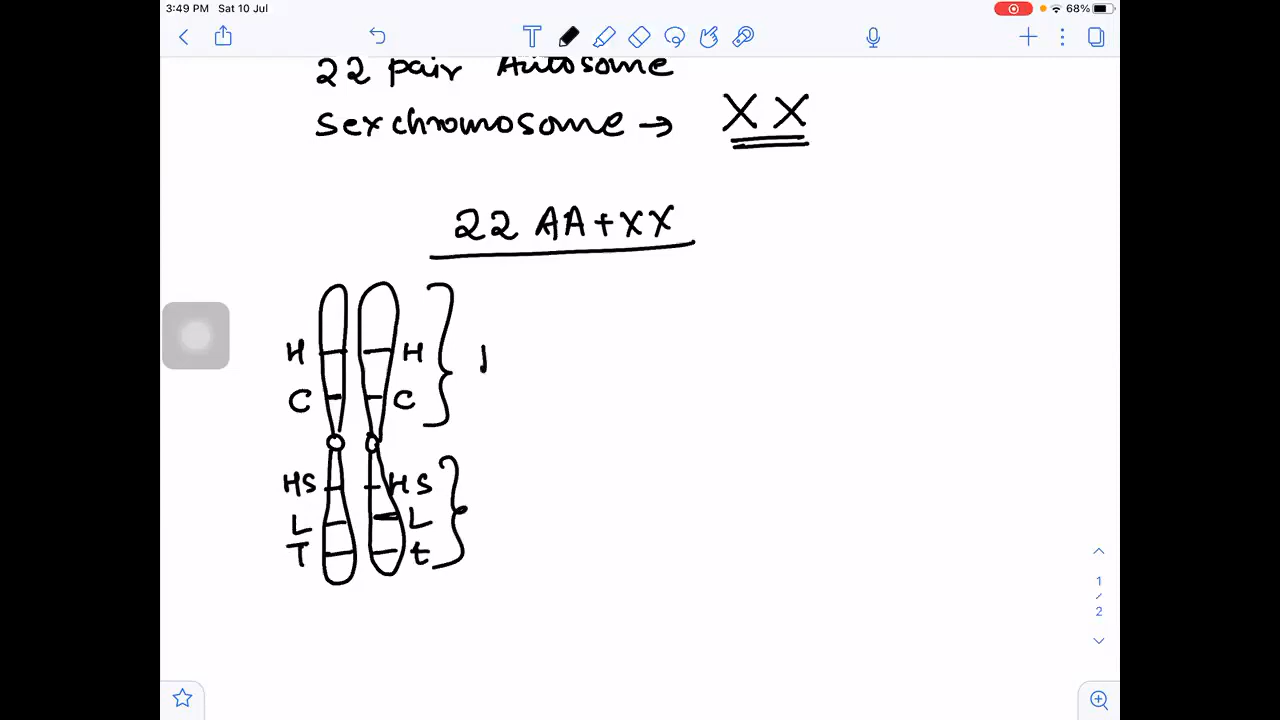 3:49 PM Sat 10 Jul
68%
T
22 pair Autosome
Sex chromosome → XX
22 AA+XX
H H
C C
HS HS
L L
T t
1
2